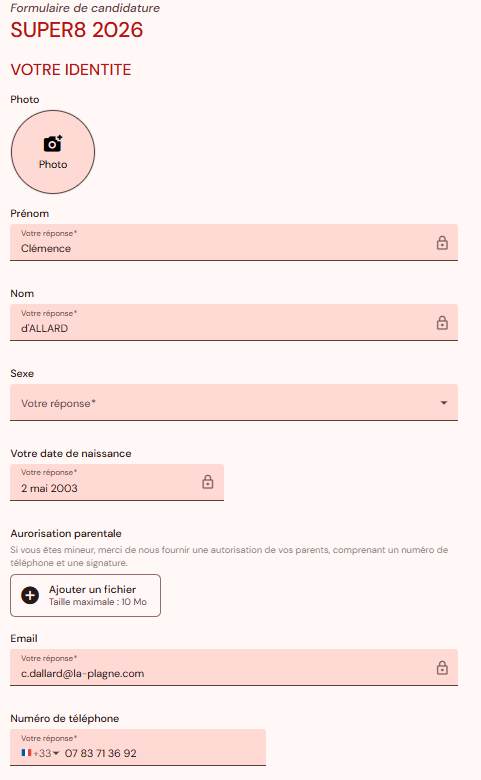 Formulaire de candidature
SUPER8 2026
VOTRE IDENTITE
Photo
Photo
Prénom
Votre réponse*
Clémence
Nom
Votre réponse*
d'ALLARD
Sexe
Votre réponse*
Votre date de naissance
Votre réponse*
2 mai 2003
Aurorisation parentale
Si vous êtes mineur, merci de nous fournir une autorisation de vos parents, comprenant un numéro de
téléphone et une signature.
Ajouter un fichier
Taille maximale : 10 Mo
Email
Votre réponse*
c.dallard@la-plagne.com
Numéro de téléphone
Votre réponse*
+33 07 83 71 36 92